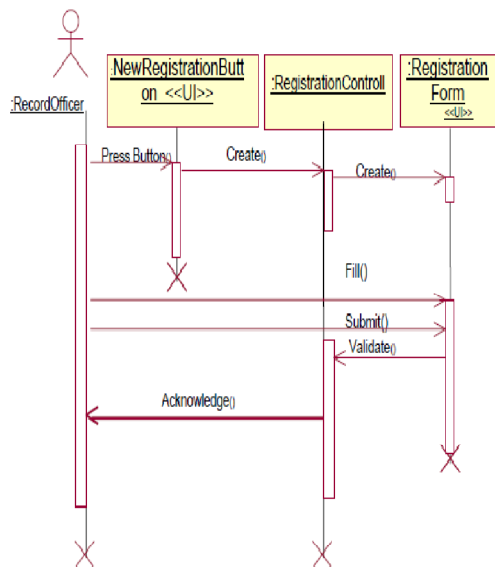 :RecordOfficer
:NewRegistrationButt
on <<UI>>
:RegistrationControll
:Registration
Form
<<UI>>
Press Button()
Create()
Create()
Fill()
Submit()
Validate()
Acknowledge()